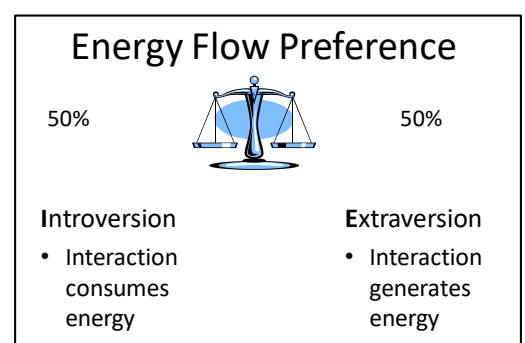 Energy Flow Preference
50%
50%
Introversion
• Interaction
consumes
energy
Extraversion
• Interaction
generates
energy